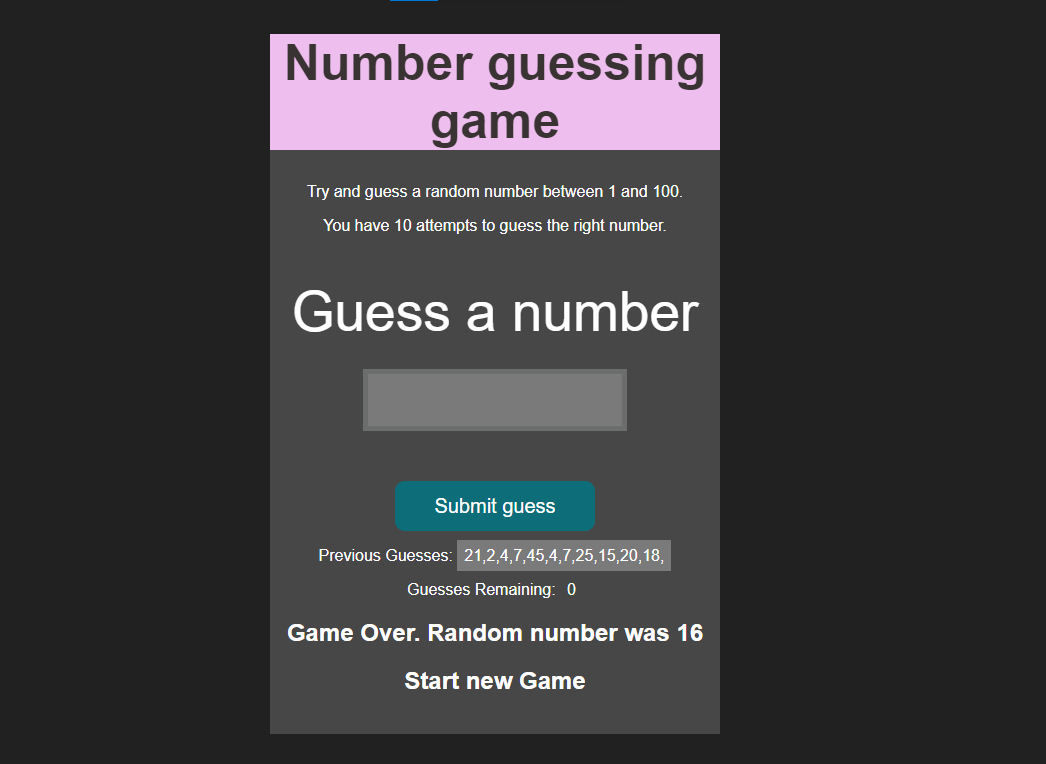 Number guessing
game
Try and guess a random number between 1 and 100.
You have 10 attempts to guess the right number.
Guess a number
Submit guess
Previous Guesses: 21,2,4,7,45,4,7,25,15,20,18,
Guesses Remaining: 0
Game Over. Random number was 16
Start new Game